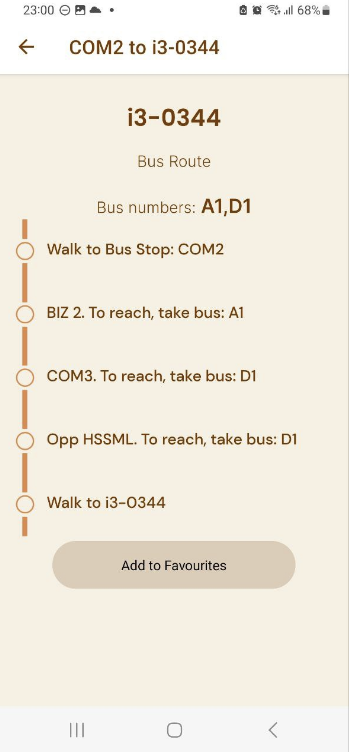 23:00 68%
COM2 to i3-0344
i3-0344
Bus Route
Bus numbers: A1,D1
Walk to Bus Stop: COM2
BIZ 2. To reach, take bus: A1
COM3. To reach, take bus: D1
Opp HSSML. To reach, take bus: D1
Walk to i3-0344
Add to Favourites